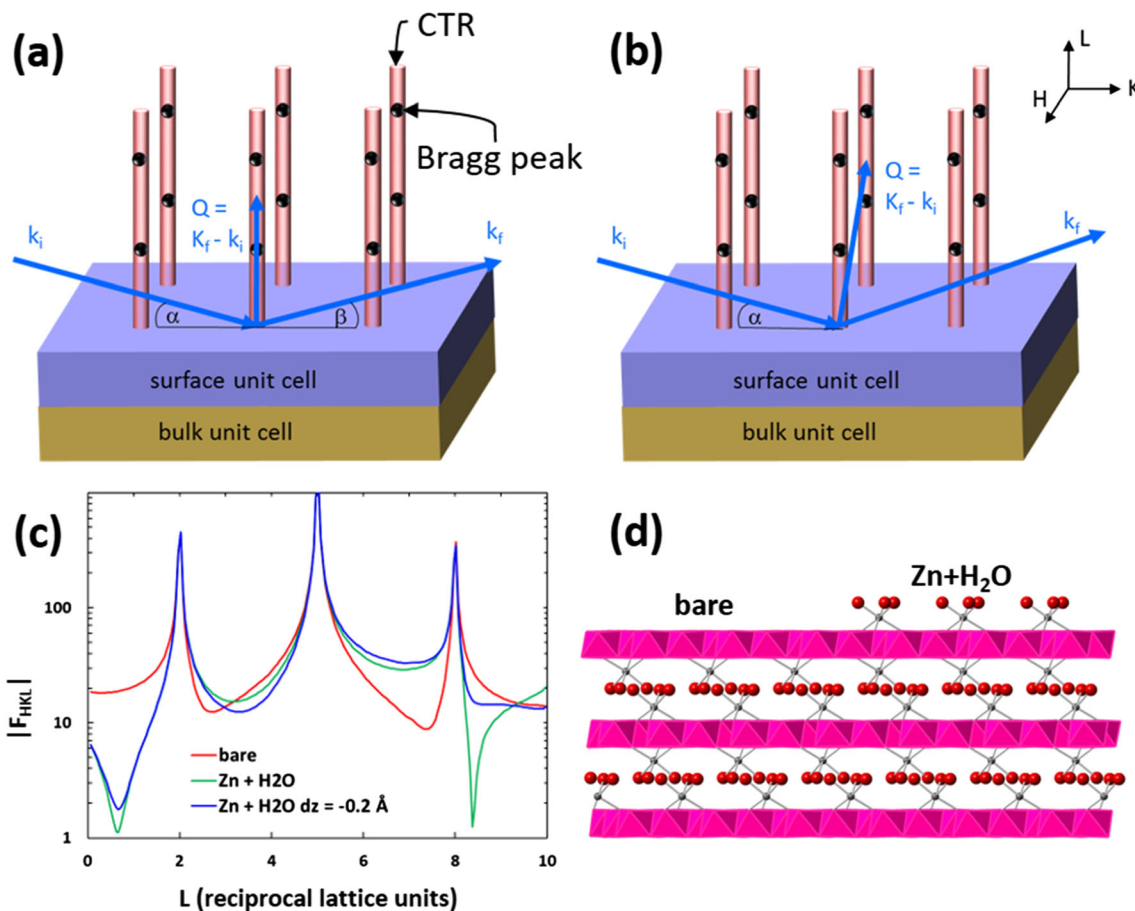 (a)
CTR
Bragg peak
Q =
K_f - k_i
k_i
k_f
α
β
surface unit cell
bulk unit cell
(b)
L
H
k
Q =
K_f - k_i
k_i
k_f
α
surface unit cell
bulk unit cell
(c)
|F_HKL|
100
10
1
bare
Zn + H2O
Zn + H2O dz = -0.2 Å
0 2 4 6 8 10
L (reciprocal lattice units)
(d)
bare
Zn+H₂O